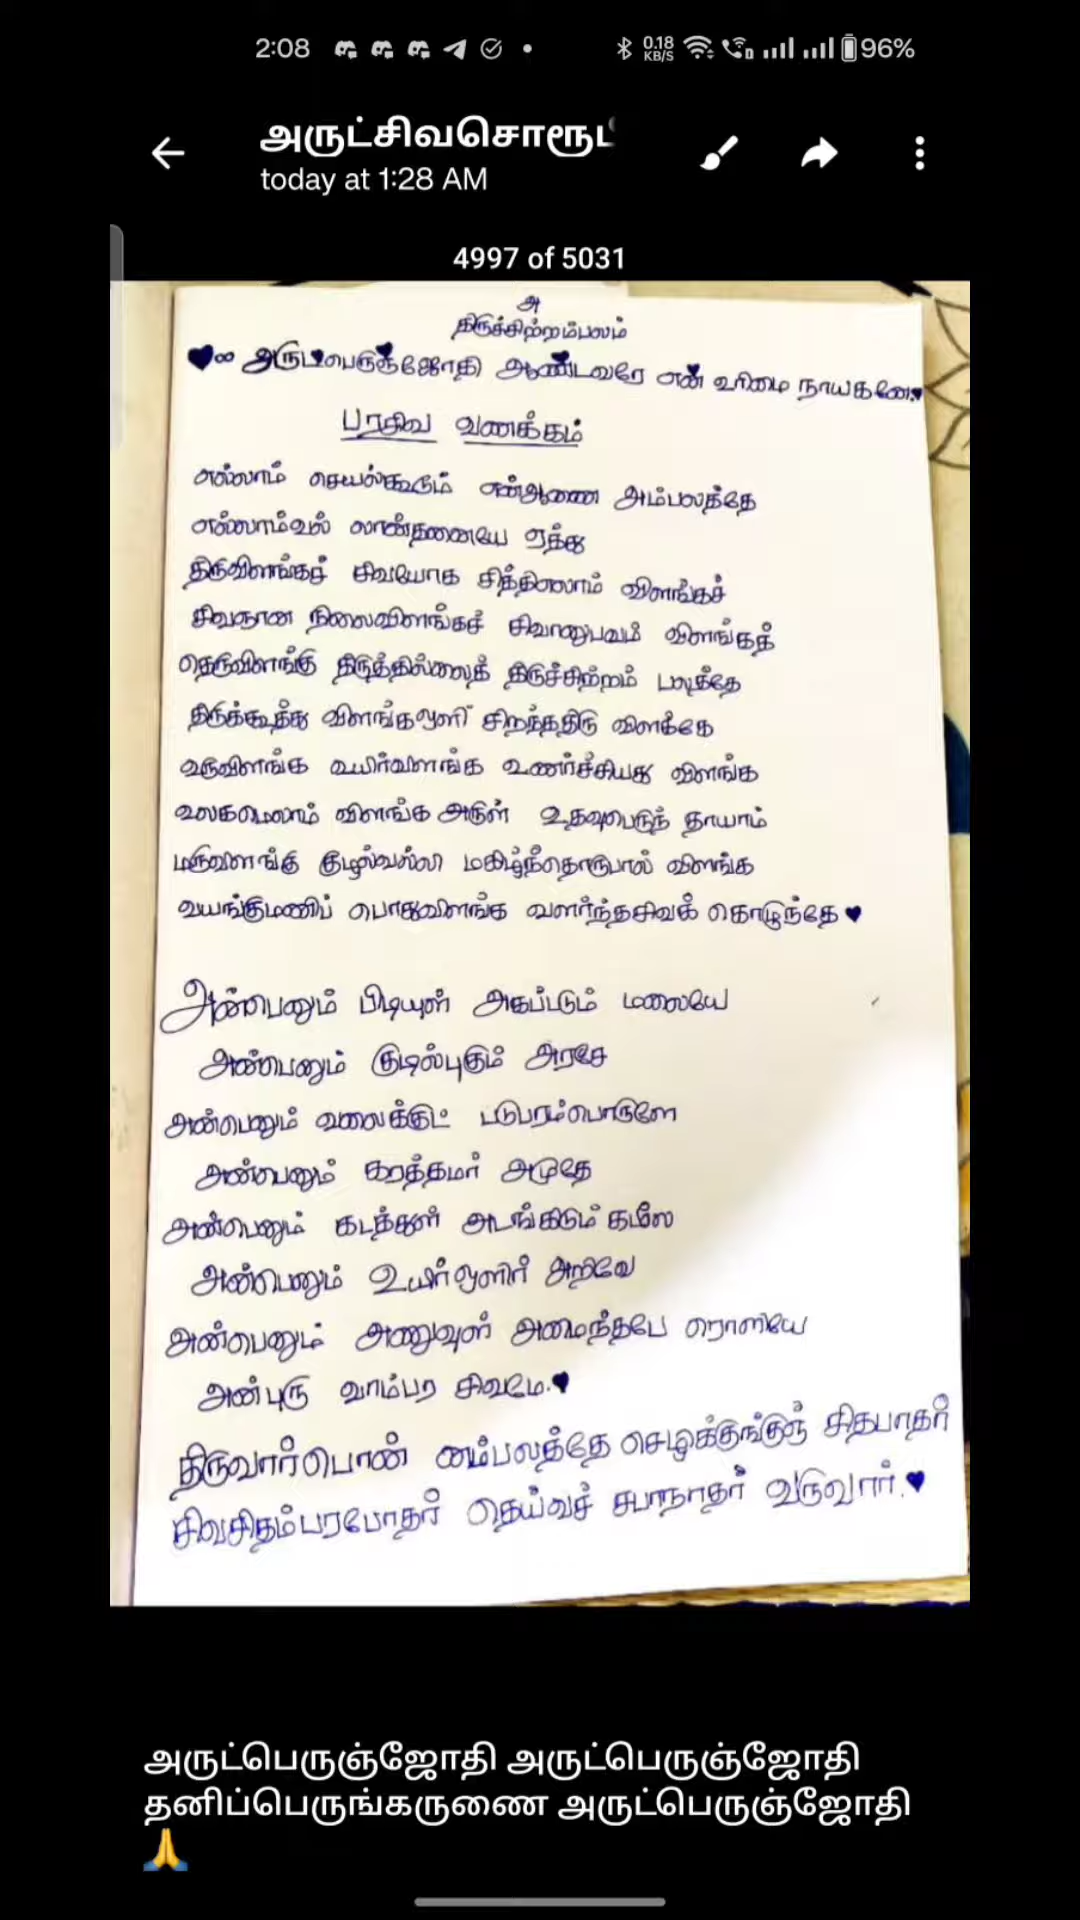 2:08 0.18 KB/S 96%
அருட்சிவசொரூப
today at 1:28 AM
4997 of 5031
அ
திருச்சிற்றம்பலம்
அருட்பெருஞ்ஜோதி ஆண்டவரே என் உரிமை நாயகனே
பரசிவ வணக்கம்
எல்லாம் செயல்கூடும் என்ஆணை அம்பலத்தே
எல்லாம்வல் லான்தனையே ஏத்து
திருவிளங்கச் சிவயோக சித்திஎலாம் விளங்கச்
சிவஞான நிலைவிளங்கச் சிவானுபவம் விளங்கத்
தெருவிளங்கு திருத்தில்லைத் திருச்சிற்றம் பலத்தே
திருக்கூத்து விளங்கஒளி சிறந்ததிரு விளக்கே
உருவிளங்க உயிர்விளங்க உணர்ச்சியது விளங்க
உலகமெலாம் விளங்க அருள் உதவுபெருந் தாயாம்
மருவிளங்கு குழல்வல்லி மகிழ்ந்தொருபால் விளங்க
வயங்குமணிப் பொதுவிளங்க வளர்ந்தசிவக் கொழுந்தே
அன்பெனும் பிடியுள் அகப்படும் மலையே
அன்பெனும் குடில்புகும் அரசே
அன்பெனும் வலைக்குட் படுபரம்பொருளே
அன்பெனும் கரத்தமர் அமுதே
அன்பெனும் கடத்துள் அடங்கிடும் கடலே
அன்பெனும் உயிர்ஒளிர் அறிவே
அன்பெனும் அணுவுள் அமைந்தபே ரொளியே
அன்புரு வாம்பர சிவமே.
திருவார்பொன் னம்பலத்தே செழிக்குங்குஞ் சிதபாதர்
சிவசிதம்பரபோதர் தெய்வச் சபாநாதர் வருவார்.
அருட்பெருஞ்ஜோதி அருட்பெருஞ்ஜோதி
தனிப்பெருங்கருணை அருட்பெருஞ்ஜோதி
🙏